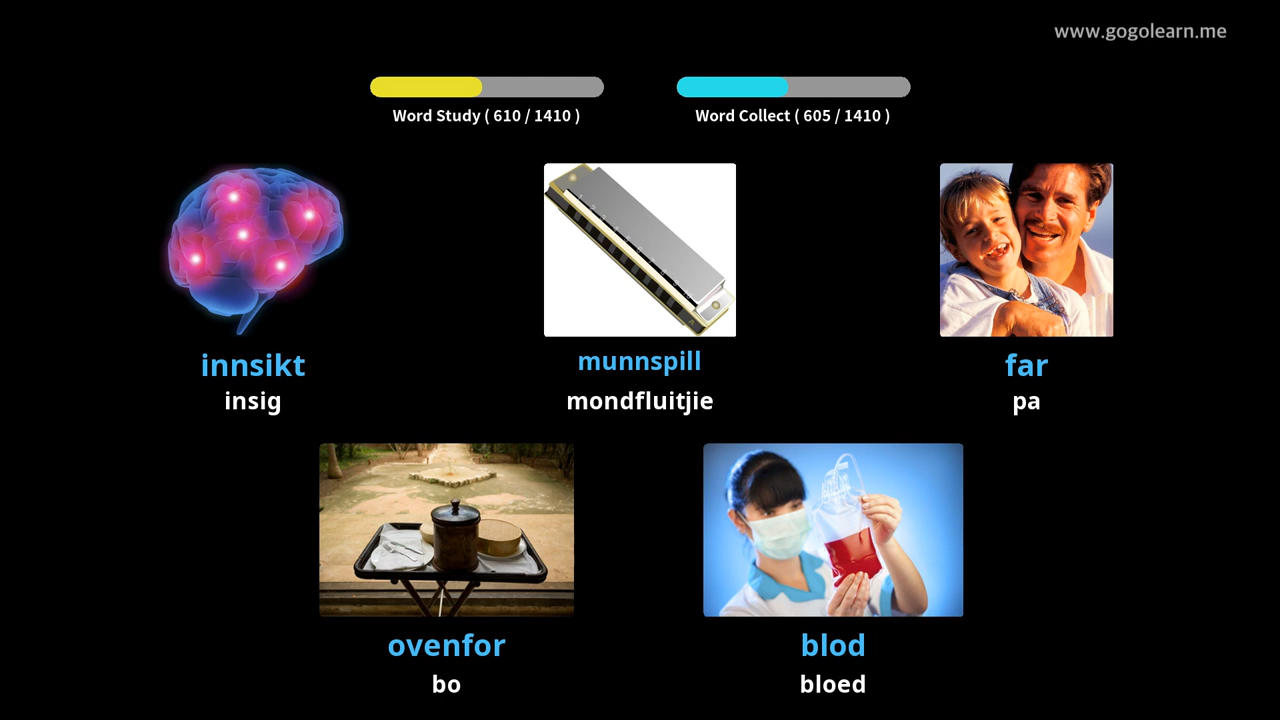 www.gogolearn.me
Word Study ( 610 / 1410 )
Word Collect ( 605 / 1410 )
innsikt
insig
munnspill
mondfluitjie
far
pa
ovenfor
bo
blod
bloed